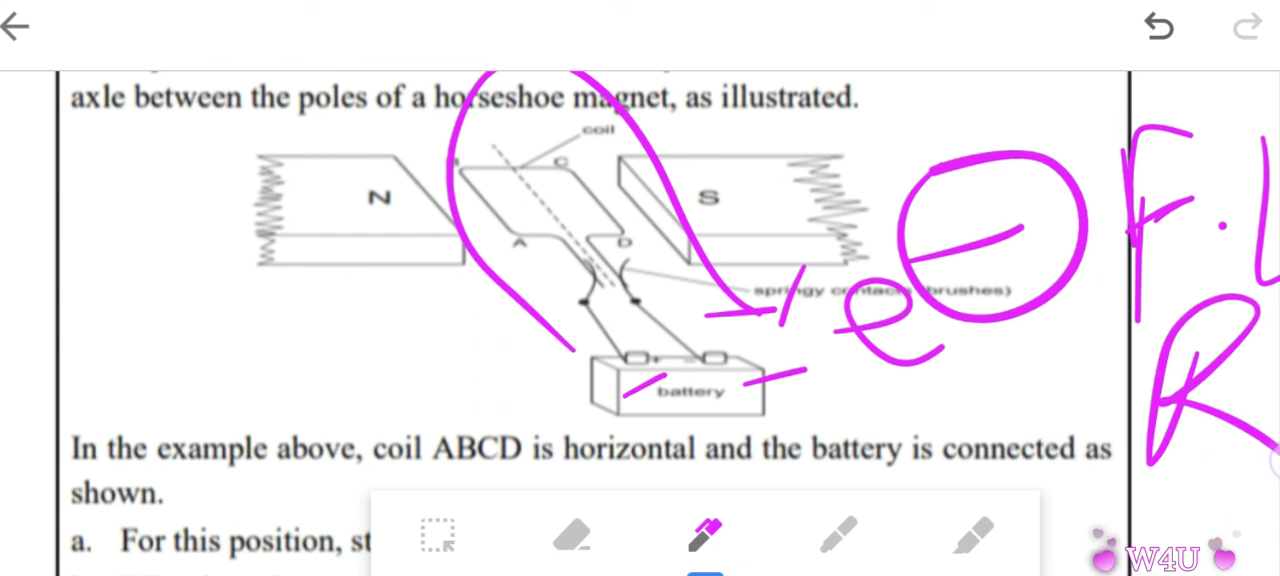 axle between the poles of a horseshoe magnet, as illustrated.
coil
B
C
N
S
A
D
springy contacts (brushes)
e
F.L
R
+ -
battery
In the example above, coil ABCD is horizontal and the battery is connected as
shown.
a. For this position, st
W4U